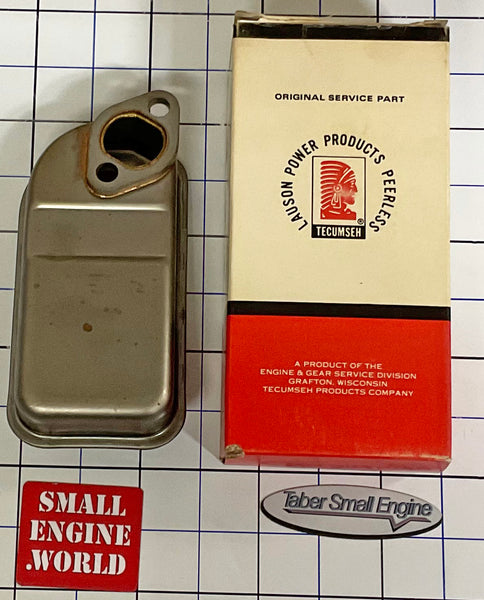 ORIGINAL SERVICE PART
LAUSON POWER PRODUCTS PEERLESS
®
TECUMSEH
A PRODUCT OF THE
ENGINE & GEAR SERVICE DIVISION
GRAFTON, WISCONSIN
TECUMSEH PRODUCTS COMPANY
SMALL
ENGINE
.WORLD
Taber Small Engine